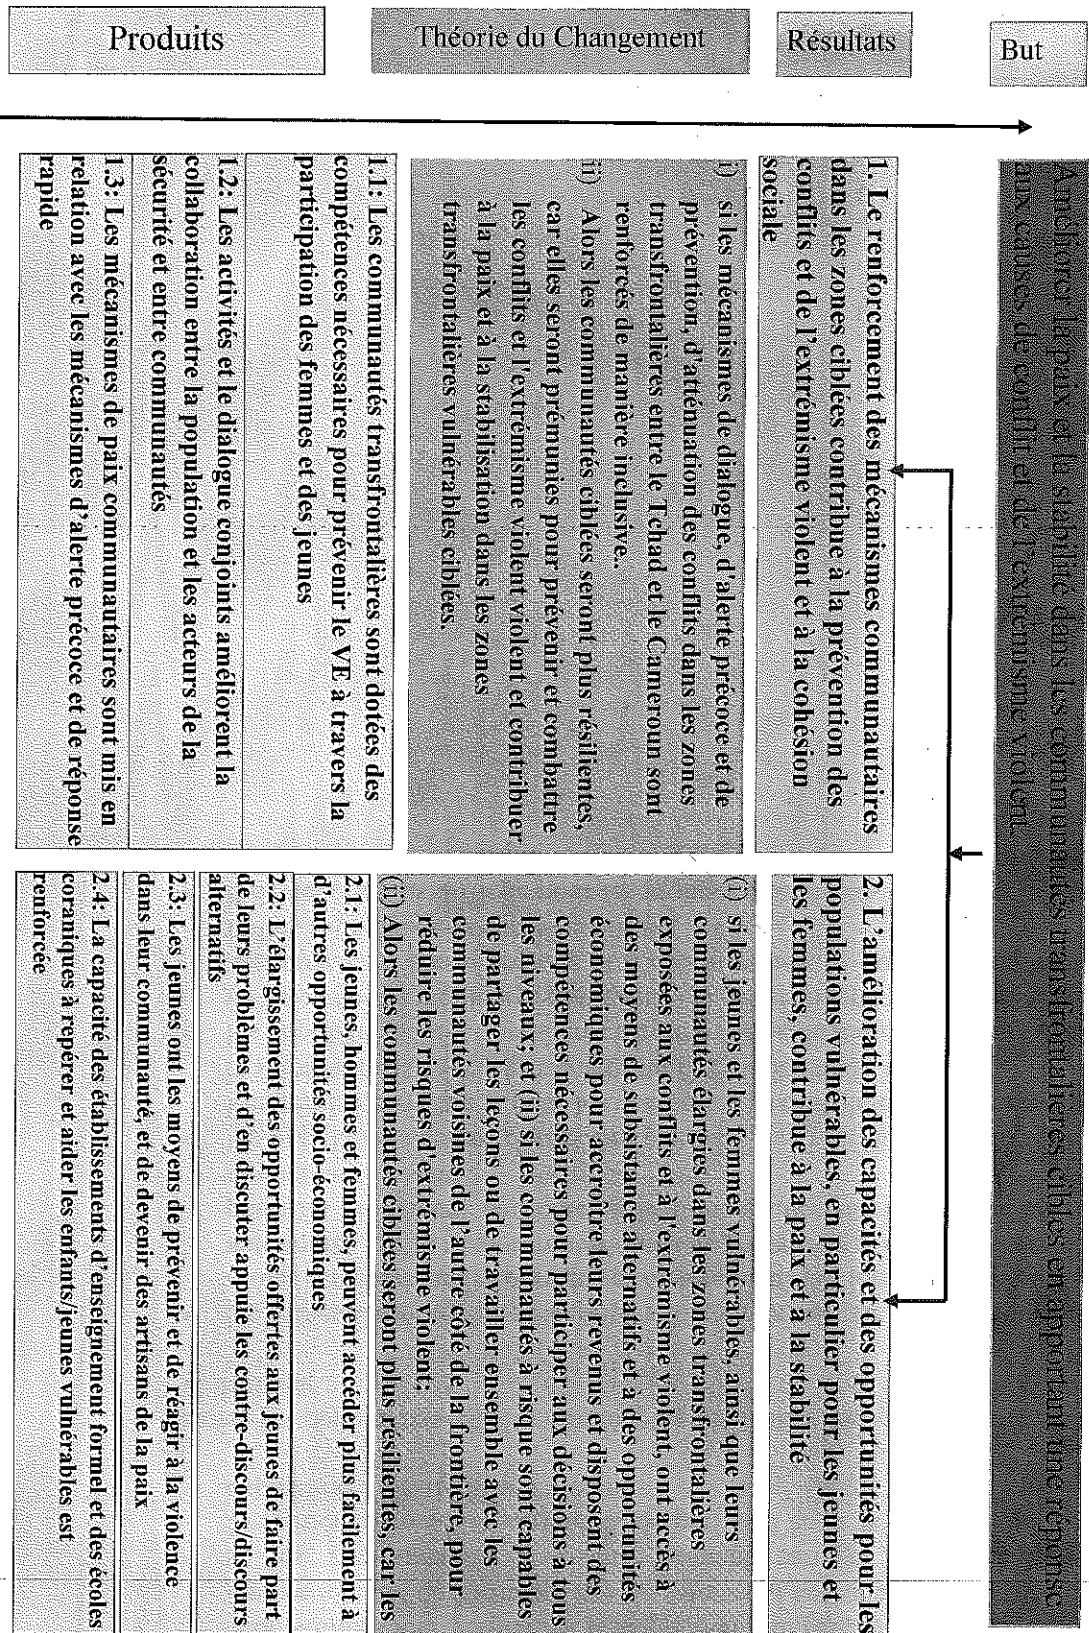 But
Améliorer la paix et la stabilité dans les communautés transfrontalières cibles en apportant une réponse
aux causes de conflit et de l'extrémisme violent.
Résultats
1. Le renforcement des mécanismes communautaires
dans les zones ciblées contribue à la prévention des
conflits et de l'extrémisme violent et à la cohésion
sociale
2. L'amélioration des capacités et des opportunités pour les
populations vulnérables, en particulier pour les jeunes et
les femmes, contribue à la paix et à la stabilité
Théorie du Changement
i) si les mécanismes de dialogue, d'alerte précoce et de
prévention, d'atténuation des conflits dans les zones
transfrontalières entre le Tchad et le Cameroun sont
renforcés de manière inclusive..
ii) Alors les communautés ciblées seront plus résilientes,
car elles seront prémunies pour prévenir et combattre
les conflits et l'extrémisme violent violent et contribuer
à la paix et à la stabilisation dans les zones
transfrontalières vulnérables ciblées.
(i) si les jeunes et les femmes vulnérables, ainsi que leurs
communautés élargies dans les zones transfrontalières
exposées aux conflits et à l'extrémisme violent, ont accès à
des moyens de subsistance alternatifs et à des opportunités
économiques pour accroître leurs revenus et disposent des
compétences nécessaires pour participer aux décisions à tous
les niveaux; et (ii) si les communautés à risque sont capables
de partager les leçons ou de travailler ensemble avec les
communautés voisines de l'autre côté de la frontière, pour
réduire les risques d'extrémisme violent;
(ii) Alors les communautés ciblées seront plus résilientes, car les
Produits
1.1: Les communautés transfrontalières sont dotées des
compétences nécessaires pour prévenir le VE à travers la
participation des femmes et des jeunes
1.2: Les activités et le dialogue conjoints améliorent la
collaboration entre la population et les acteurs de la
sécurité et entre communautés
1.3: Les mécanismes de paix communautaires sont mis en
relation avec les mécanismes d'alerte précoce et de réponse
rapide
2.1: Les jeunes, hommes et femmes, peuvent accéder plus facilement à
d'autres opportunités socio-économiques
2.2: L'élargissement des opportunités offertes aux jeunes de faire part
de leurs problèmes et d'en discuter appuie les contre-discours/discours
alternatifs
2.3: Les jeunes ont les moyens de prévenir et de réagir à la violence
dans leur communauté, et de devenir des artisans de la paix
2.4: La capacité des établissements d'enseignement formel et des écoles
coraniques à repérer et aider les enfants/jeunes vulnérables est
renforcée